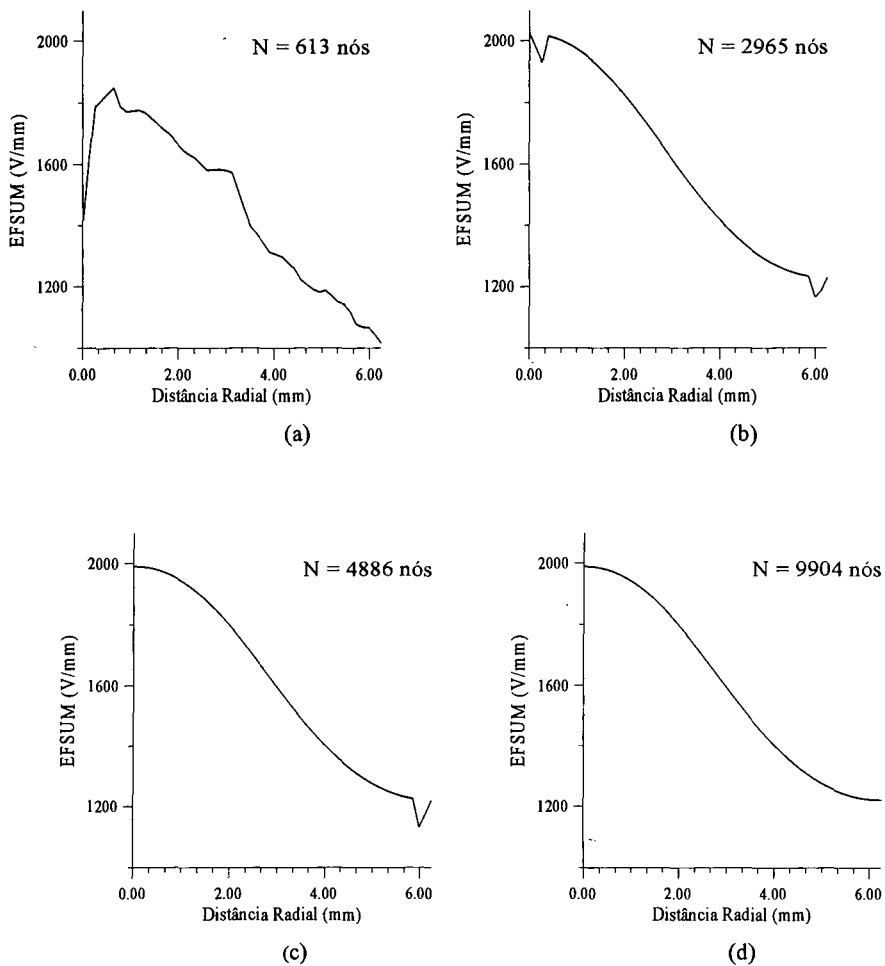 N = 613 nós
2000
1600
1200
EFSUM (V/mm)
0.00 2.00 4.00 6.00
Distância Radial (mm)
(a)
N = 2965 nós
2000
1600
1200
EFSUM (V/mm)
0.00 2.00 4.00 6.00
Distância Radial (mm)
(b)
N = 4886 nós
2000
1600
1200
EFSUM (V/mm)
0.00 2.00 4.00 6.00
Distância Radial (mm)
(c)
N = 9904 nós
2000
1600
1200
EFSUM (V/mm)
0.00 2.00 4.00 6.00
Distância Radial (mm)
(d)